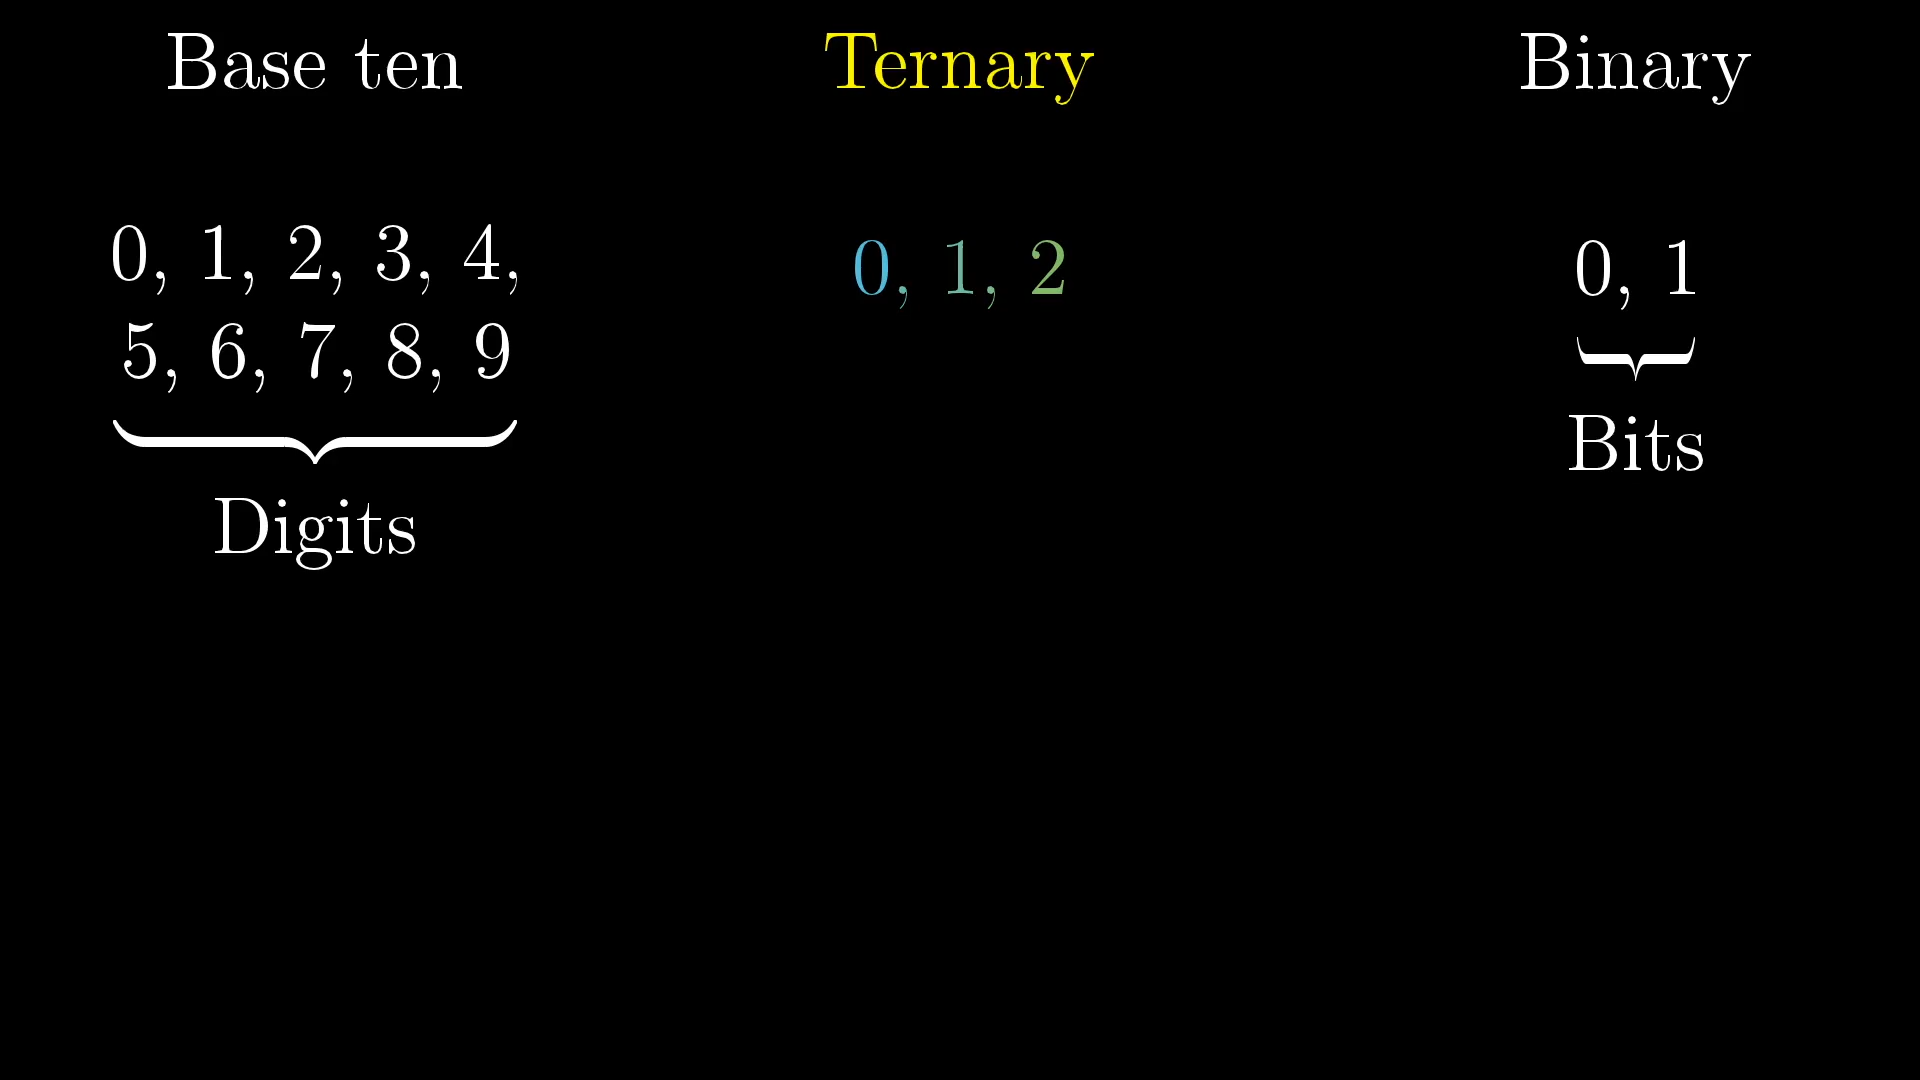 Base ten
0, 1, 2, 3, 4,
5, 6, 7, 8, 9
Digits
Ternary
0, 1, 2
Binary
0, 1
Bits